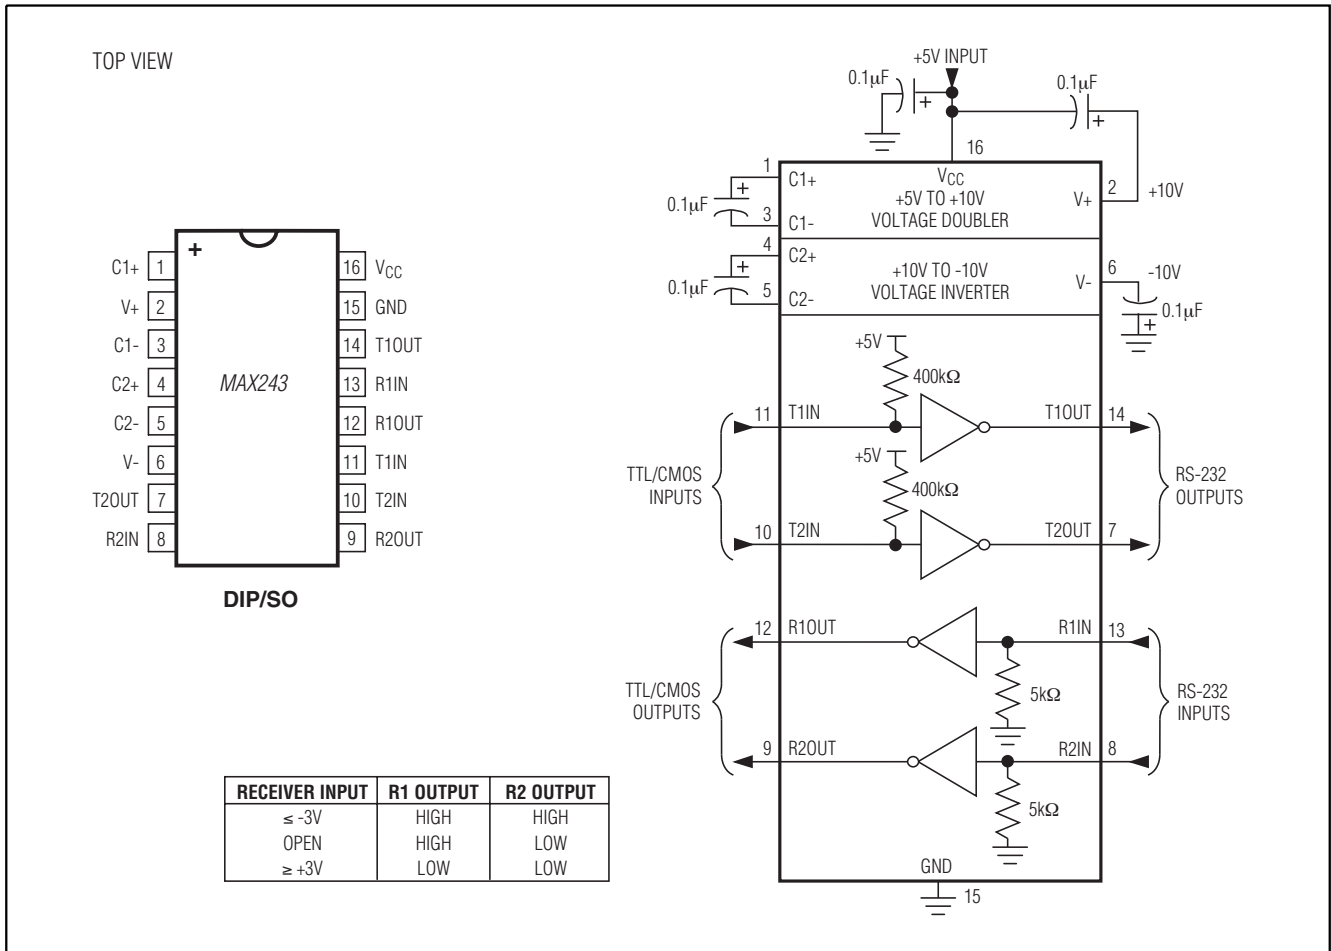 TOP VIEW
C1+ 1
V+ 2
C1- 3
C2+ 4
C2- 5
V- 6
T2OUT 7
R2IN 8
+
MAX243
16 VCC
15 GND
14 T1OUT
13 R1IN
12 R1OUT
11 T1IN
10 T2IN
9 R2OUT
DIP/SO
RECEIVER INPUT R1 OUTPUT R2 OUTPUT
≤ -3V HIGH HIGH
OPEN HIGH LOW
≥ +3V LOW LOW
+5V INPUT
0.1µF
+
0.1µF
+
16
VCC
+5V TO +10V
VOLTAGE DOUBLER
1
C1+
+
0.1µF
3
C1-
V+
2
+10V
4
C2+
+
0.1µF
5
C2-
+10V TO -10V
VOLTAGE INVERTER
V-
6
-10V
0.1µF
+
+5V
400kΩ
11 T1IN
T1OUT 14
+5V
400kΩ
TTL/CMOS
INPUTS
RS-232
OUTPUTS
10 T2IN
T2OUT 7
12 R1OUT
R1IN 13
5kΩ
TTL/CMOS
OUTPUTS
RS-232
INPUTS
9 R2OUT
R2IN 8
5kΩ
GND
15